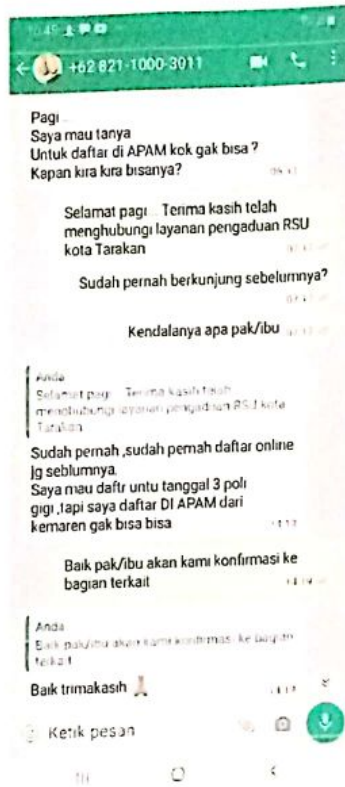 +62 821-1000-3011
Pagi ..
Saya mau tanya
Untuk daftar di APAM kok gak bisa ?
Kapan kira kira bisanya?
Selamat pagi... Terima kasih telah
menghubungi layanan pengaduan RSU
kota Tarakan
Sudah pernah berkunjung sebelumnya?
Kendalanya apa pak/ibu
Anda
Selamat pagi... Terima kasih telah
menghubungi layanan pengaduan RSU kota
Tarakan
Sudah pernah ,sudah pernah daftar online
jg seblumnya.
Saya mau daftr untu tanggal 3 poli
gigi ,tapi saya daftar DI APAM dari
kemaren gak bisa bisa
Baik pak/ibu akan kami konfirmasi ke
bagian terkait
Anda
Baik pak/ibu akan kami konfirmasi ke bagian
terkait
Baik trimakasih 🙏
Ketik pesan